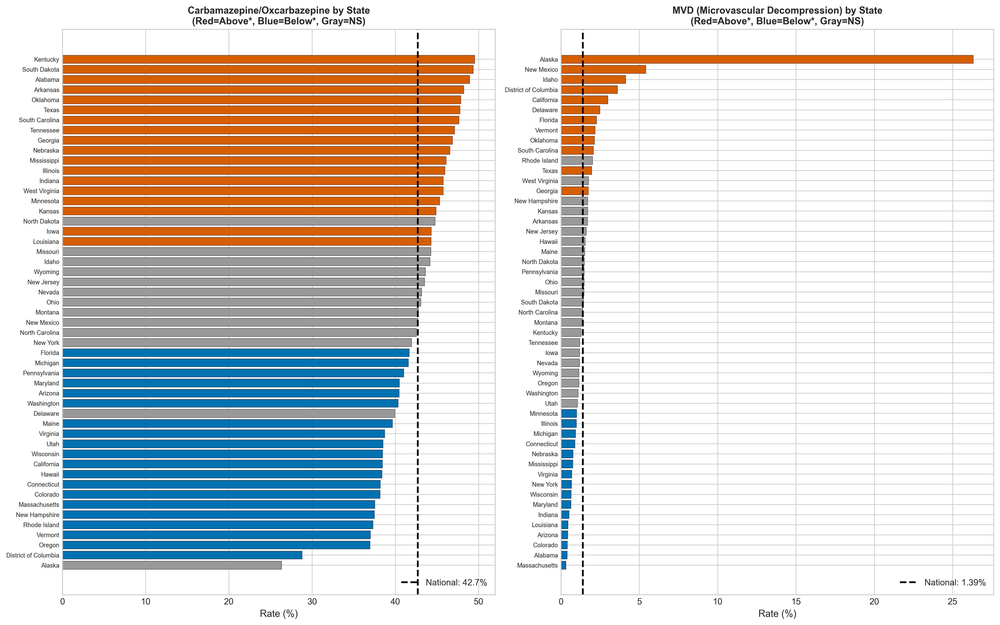 Carbamazepine/Oxcarbazepine by State
(Red=Above*, Blue=Below*, Gray=NS)
Kentucky
South Dakota
Alabama
Arkansas
Oklahoma
Texas
South Carolina
Tennessee
Georgia
Nebraska
Mississippi
Illinois
Indiana
West Virginia
Minnesota
Kansas
North Dakota
Iowa
Louisiana
Missouri
Idaho
Wyoming
New Jersey
Nevada
Ohio
Montana
New Mexico
North Carolina
New York
Florida
Michigan
Pennsylvania
Maryland
Arizona
Washington
Delaware
Maine
Virginia
Utah
Wisconsin
California
Hawaii
Connecticut
Colorado
Massachusetts
New Hampshire
Rhode Island
Vermont
Oregon
District of Columbia
Alaska
National: 42.7%
0 10 20 30 40 50
Rate (%)
MVD (Microvascular Decompression) by State
(Red=Above*, Blue=Below*, Gray=NS)
Alaska
New Mexico
Idaho
District of Columbia
California
Delaware
Florida
Vermont
Oklahoma
South Carolina
Rhode Island
Texas
West Virginia
Georgia
New Hampshire
Kansas
Arkansas
New Jersey
Hawaii
Maine
North Dakota
Pennsylvania
Ohio
Missouri
South Dakota
North Carolina
Montana
Kentucky
Tennessee
Iowa
Nevada
Wyoming
Oregon
Washington
Utah
Minnesota
Illinois
Michigan
Connecticut
Nebraska
Mississippi
Virginia
New York
Wisconsin
Maryland
Indiana
Louisiana
Arizona
Colorado
Alabama
Massachusetts
National: 1.39%
0 5 10 15 20 25
Rate (%)